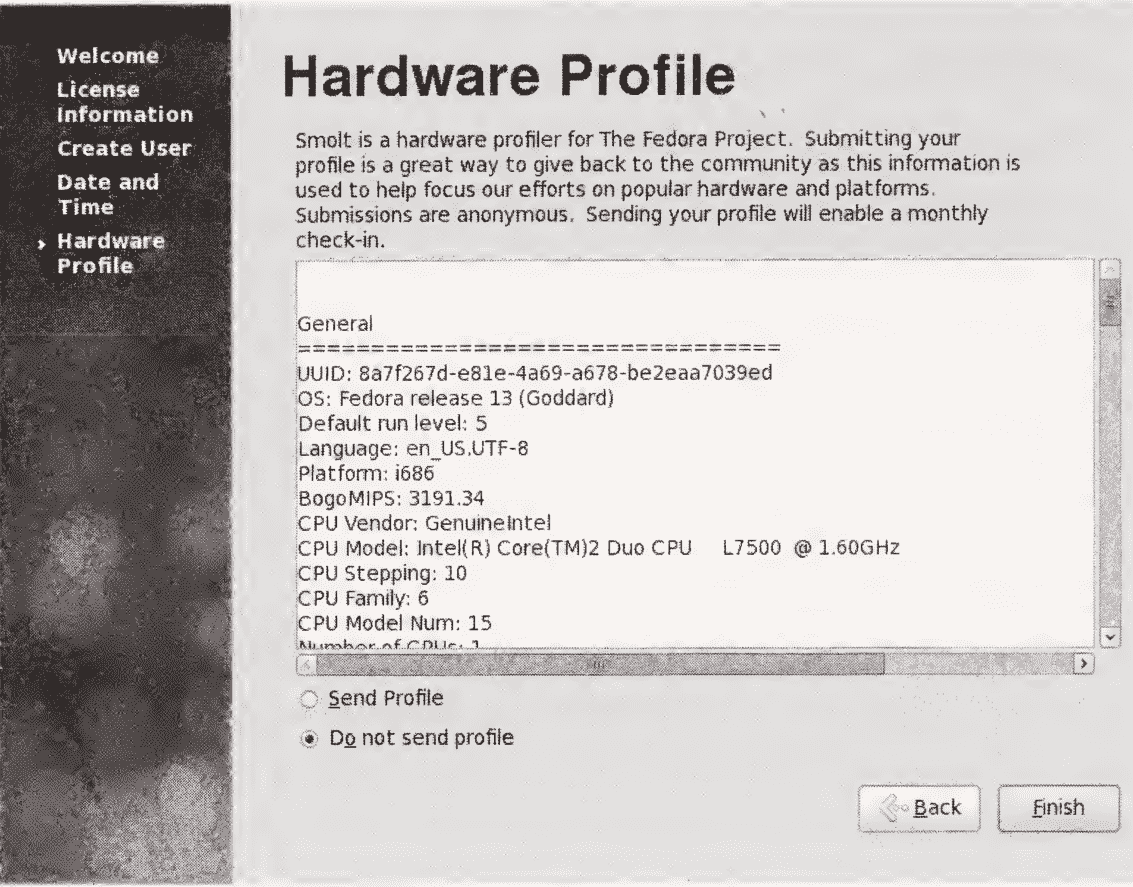 Welcome
License
Information
Create User
Date and
Time
Hardware
Profile
Hardware Profile
Smolt is a hardware profiler for The Fedora Project. Submitting your
profile is a great way to give back to the community as this information is
used to help focus our efforts on popular hardware and platforms.
Submissions are anonymous. Sending your profile will enable a monthly
check-in.
General
=================================
UUID: 8a7f267d-e81e-4a69-a678-be2eaa7039ed
OS: Fedora release 13 (Goddard)
Default run level: 5
Language: en_US.UTF-8
Platform: i686
BogoMIPS: 3191.34
CPU Vendor: GenuineIntel
CPU Model: Intel(R) Core(TM)2 Duo CPU L7500 @ 1.60GHz
CPU Stepping: 10
CPU Family: 6
CPU Model Num: 15
Number of CPUs: 1
Send Profile
Do not send profile
Back
Finish